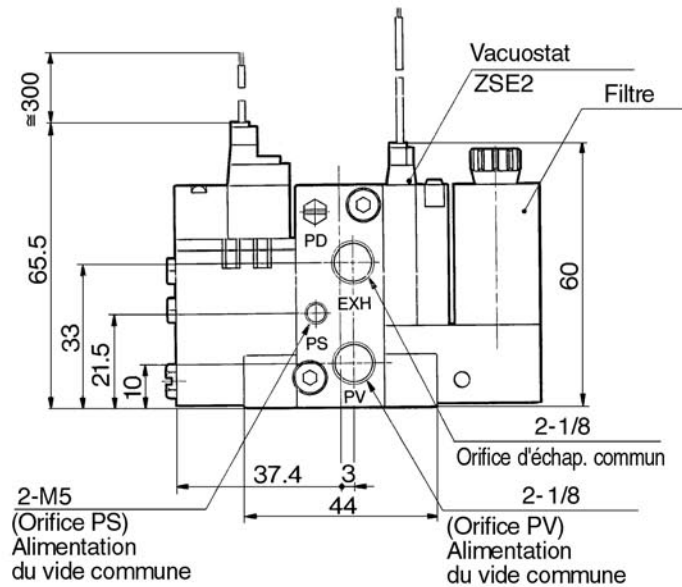 Vacuostat
ZSE2
Filtre
≅300
65.5
33
21.5
10
60
PD
EXH
PS
PV
37.4
3
44
2-1/8
Orifice d'échap. commun
2-M5
(Orifice PS)
Alimentation
du vide commune
2-1/8
(Orifice PV)
Alimentation
du vide commune